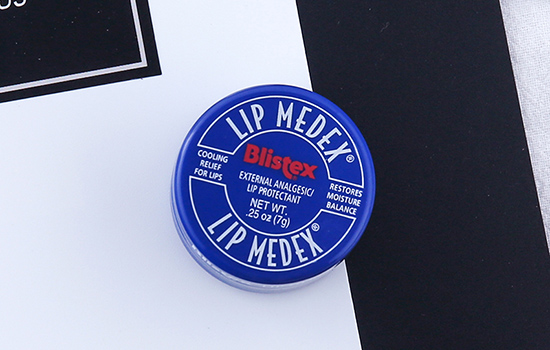 LIP MEDEX®
Blistex
COOLING
RELIEF
FOR LIPS
EXTERNAL ANALGESIC/
LIP PROTECTANT
RESTORES
MOISTURE
BALANCE
NET WT.
.25 oz (7g)
LIP MEDEX®